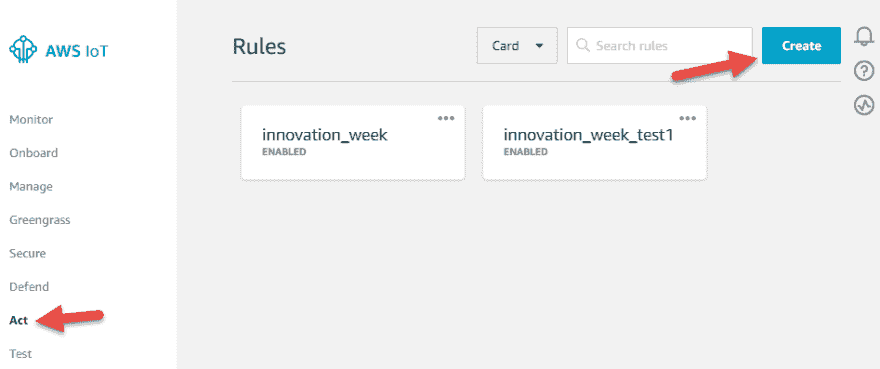 AWS IoT
Monitor
Onboard
Manage
Greengrass
Secure
Defend
Act
Test
Rules
Card
Search rules
Create
innovation_week
ENABLED
innovation_week_test1
ENABLED